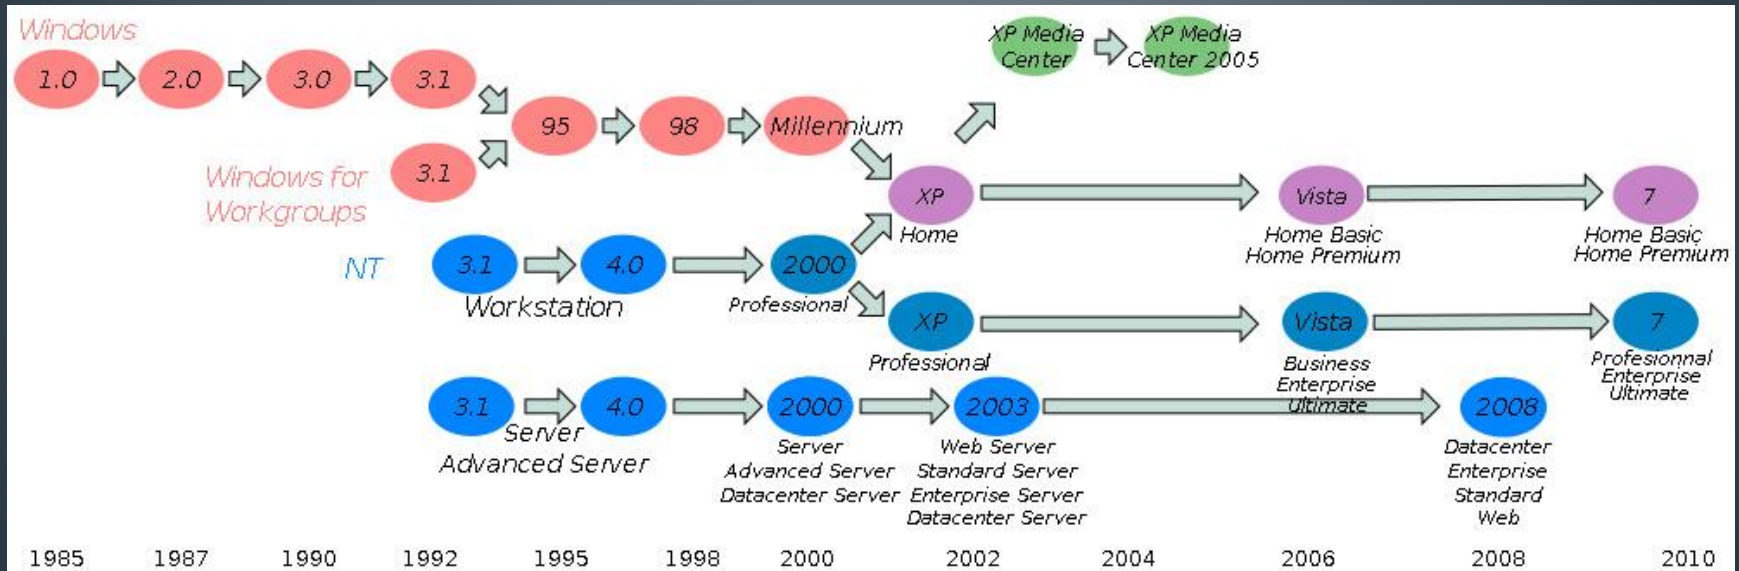 Windows
1.0
2.0
3.0
3.1
XP Media
Center
XP Media
Center 2005
95
98
Millennium
Windows for
Workgroups
3.1
XP
Home
Vista
Home Basic
Home Premium
7
Home Basic
Home Premium
NT
3.1
4.0
Workstation
2000
Professional
XP
Professional
Vista
Business
Enterprise
Ultimate
7
Profesionnal
Enterprise
Ultimate
3.1
4.0
Server
Advanced Server
2000
Server
Advanced Server
Datacenter Server
2003
Web Server
Standard Server
Enterprise Server
Datacenter Server
2008
Datacenter
Enterprise
Standard
Web
1985 1987 1990 1992 1995 1998 2000 2002 2004 2006 2008 2010